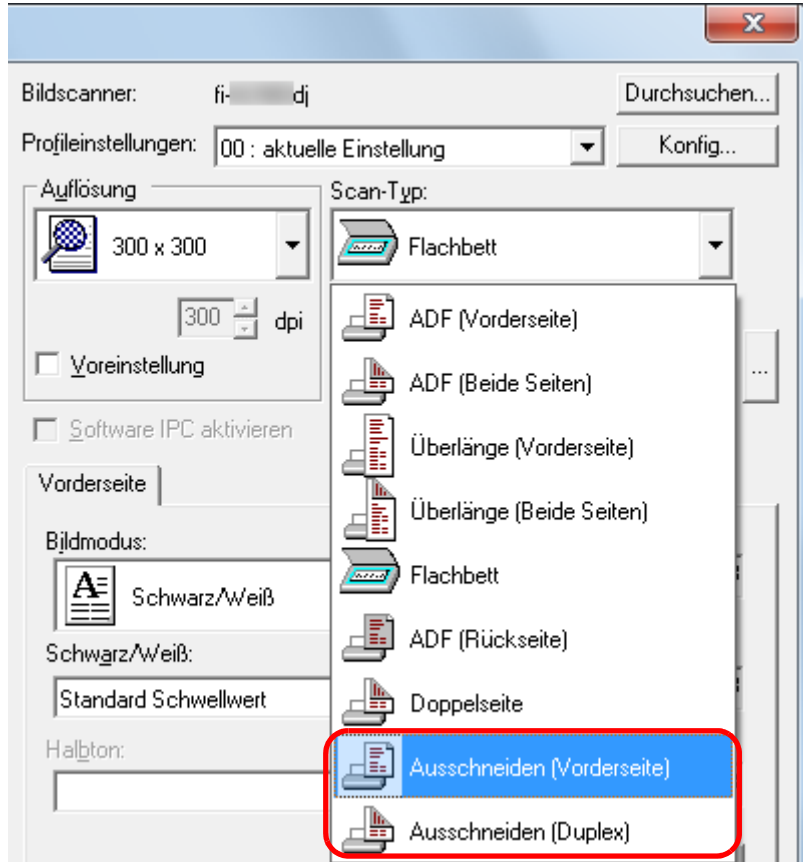 Bildscanner: fi- dj Durchsuchen...
Profileinstellungen: 00 : aktuelle Einstellung Konfig...
Auflösung Scan-Typ:
300 x 300 Flachbett
300 dpi
Voreinstellung ...
Software IPC aktivieren
Vorderseite
Bildmodus:
Schwarz/Weiß
Schwarz/Weiß:
Standard Schwellwert
Halbton:
ADF (Vorderseite)
ADF (Beide Seiten)
Überlänge (Vorderseite)
Überlänge (Beide Seiten)
Flachbett
ADF (Rückseite)
Doppelseite
Ausschneiden (Vorderseite)
Ausschneiden (Duplex)